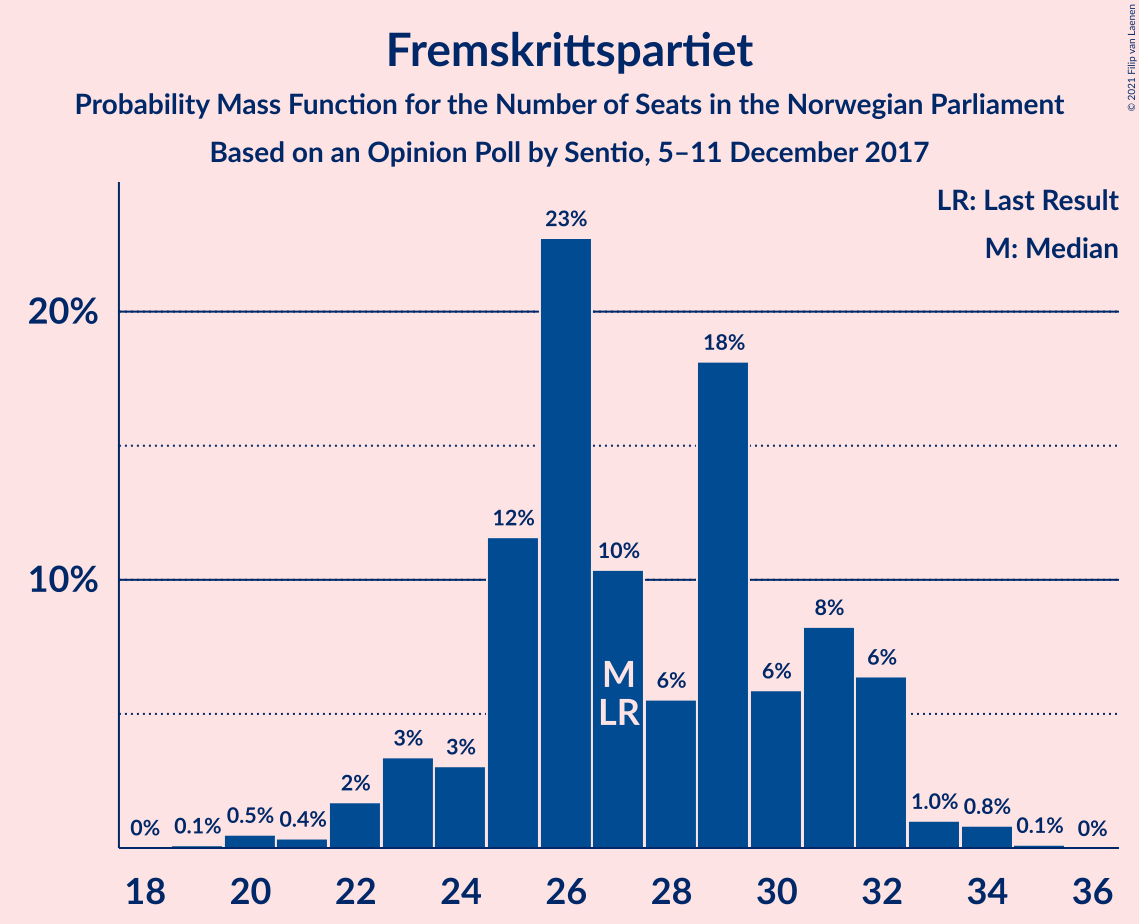 Fremskrittspartiet
Probability Mass Function for the Number of Seats in the Norwegian Parliament
Based on an Opinion Poll by Sentio, 5–11 December 2017
© 2021 Filip van Laenen
LR: Last Result
M: Median
20%
10%
0%
0.1%
0.5%
0.4%
2%
3%
3%
12%
23%
10%
6%
18%
6%
8%
6%
1.0%
0.8%
0.1%
0%
M
LR
18 20 22 24 26 28 30 32 34 36